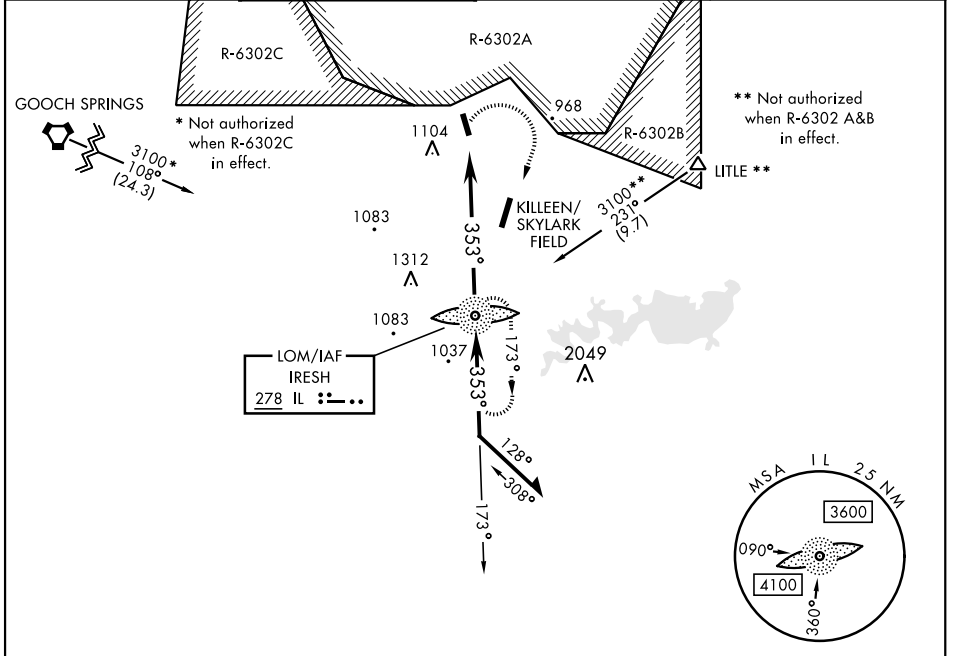 R-6302C
R-6302A
R-6302B
968
GOOCH SPRINGS
3100*
108°
(24.3)
* Not authorized
when R-6302C
in effect.
1104
** Not authorized
when R-6302 A&B
in effect.
LITLE **
3100**
231°
(9.7)
KILLEEN/
SKYLARK
FIELD
1083
353°
1312
1083
1037
LOM/IAF
IRESH
278 IL
353°
173°
2049
128°
308°
173°
MSA IL 25 NM
3600
090°
4100
360°